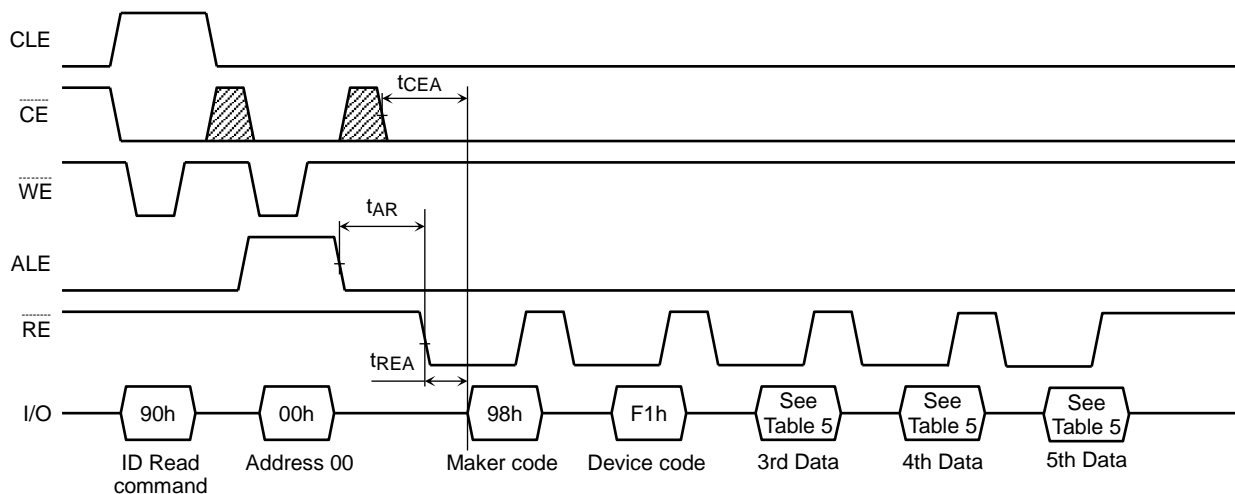 CLE
tCEA
CE
WE
tAR
ALE
RE
tREA
I/O
90h
00h
98h
F1h
See
Table 5
See
Table 5
See
Table 5
ID Read
command
Address 00
Maker code
Device code
3rd Data
4th Data
5th Data